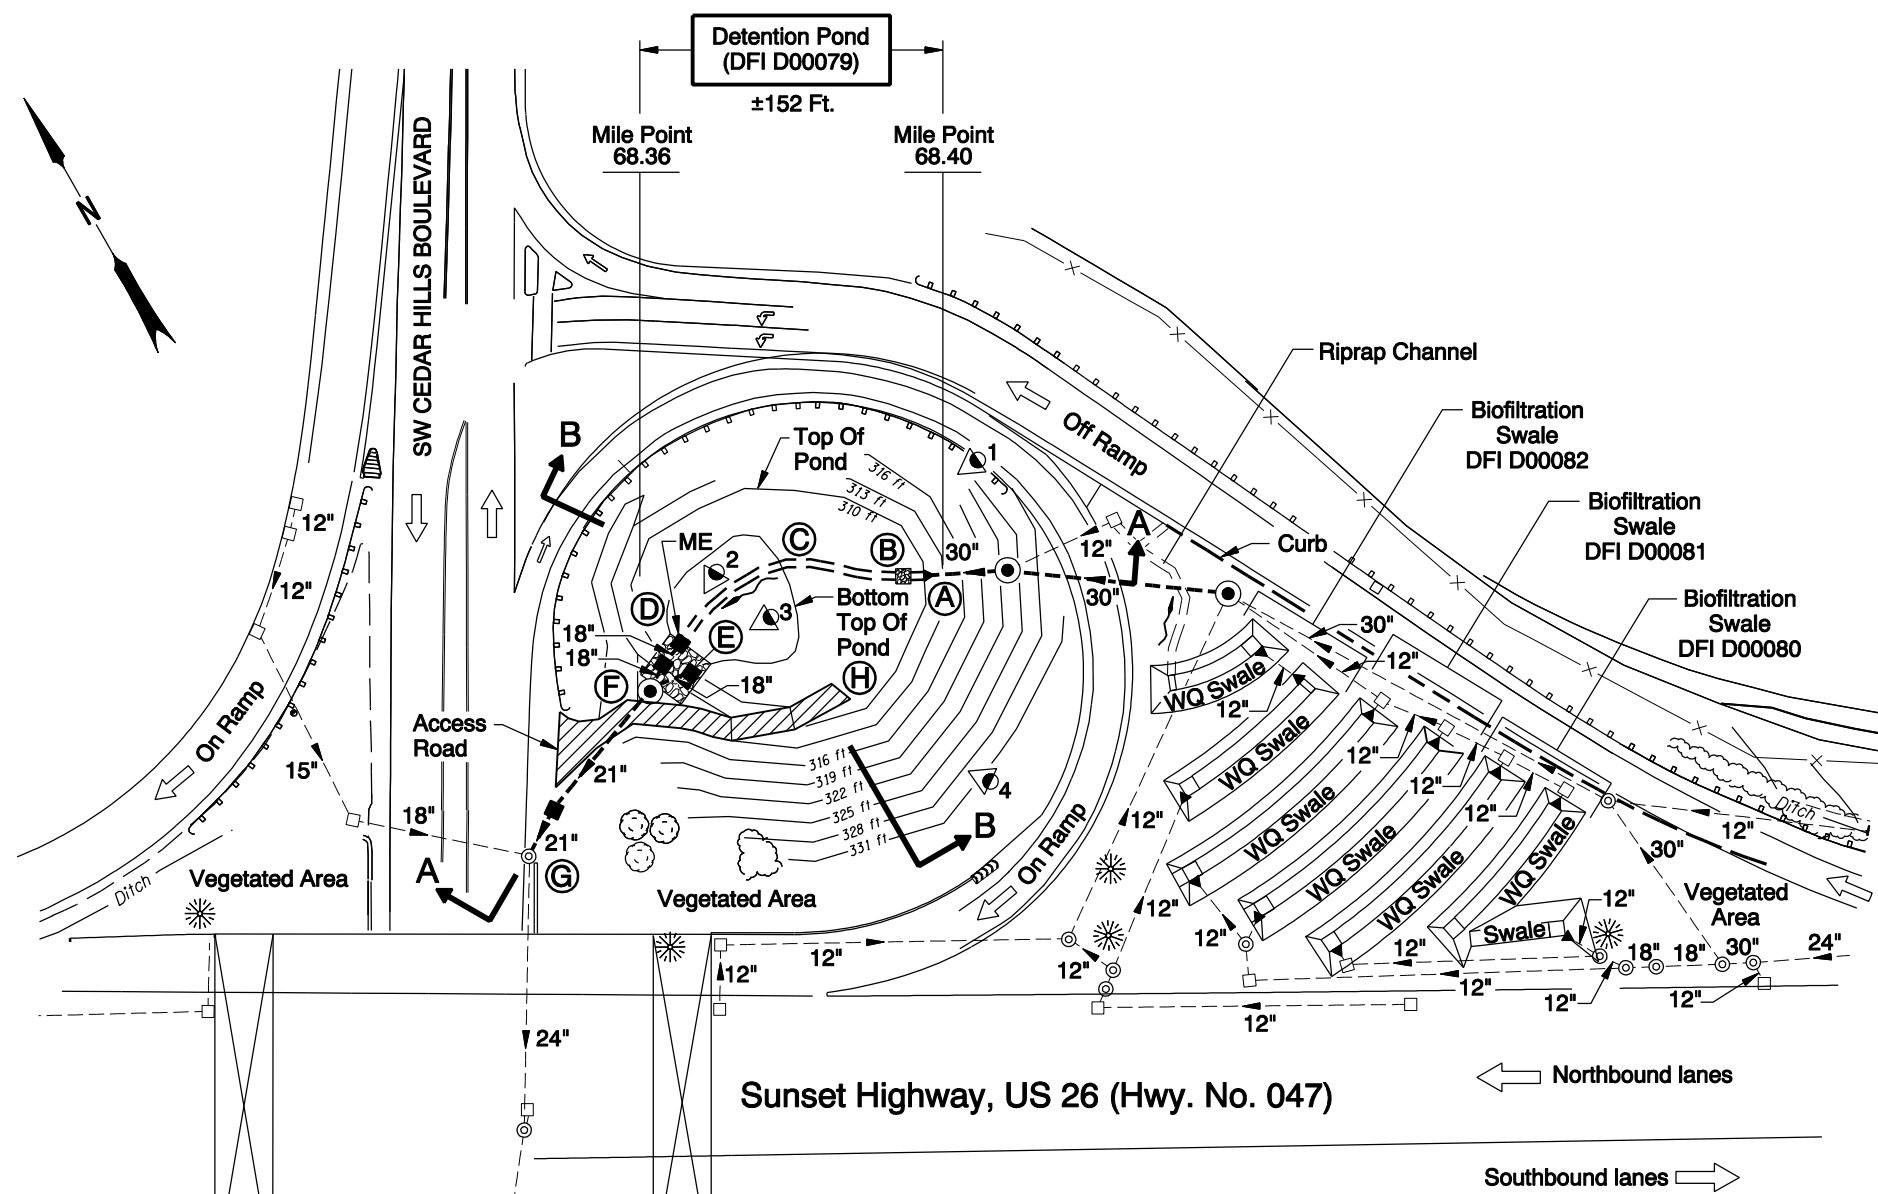 Detention Pond
(DFI D00079)
±152 Ft.
Mile Point
68.36
Mile Point
68.40
N
SW CEDAR HILLS BOULEVARD
Riprap Channel
Biofiltration
Swale
DFI D00082
Biofiltration
Swale
DFI D00081
Biofiltration
Swale
DFI D00080
Off Ramp
Curb
B
Top Of
Pond
316 ft
313 ft
310 ft
1
A
12"
12"
ME
2
C
B
30"
12"
A
30"
D
3
Bottom
Top Of
Pond
E
18"
18"
18"
F
H
30"
12"
WQ Swale
12"
On Ramp
Access
Road
15"
21"
316 ft
319 ft
322 ft
325 ft
328 ft
331 ft
4
WQ Swale
12"
12"
12"
Ditch
12"
18"
21"
G
A
B
12"
WQ Swale
WQ Swale
WQ Swale
WQ Swale
30"
On Ramp
Ditch
Vegetated Area
Vegetated Area
12"
12"
12"
Vegetated
Area
Swale
12"
12"
12"
12"
12"
18"
18"
30"
24"
12"
12"
12"
12"
24"
Sunset Highway, US 26 (Hwy. No. 047)
Northbound lanes
Southbound lanes